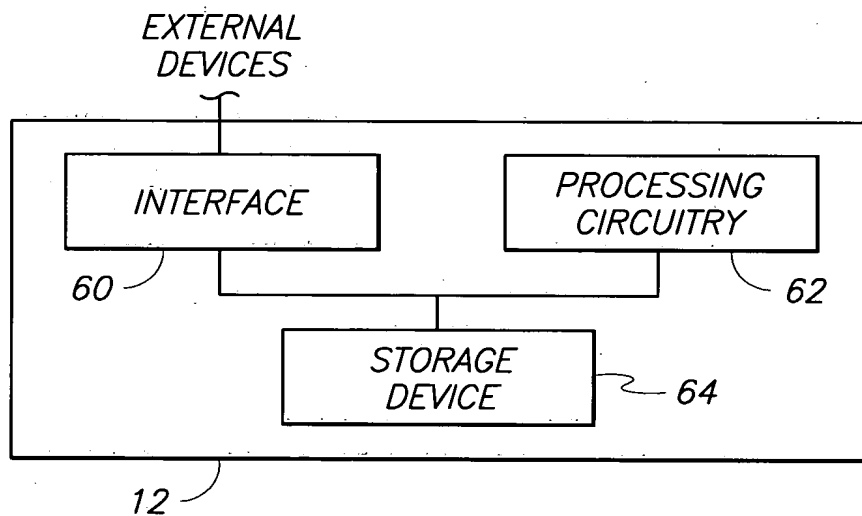 EXTERNAL
DEVICES
INTERFACE
PROCESSING
CIRCUITRY
60
62
STORAGE
DEVICE
64
12